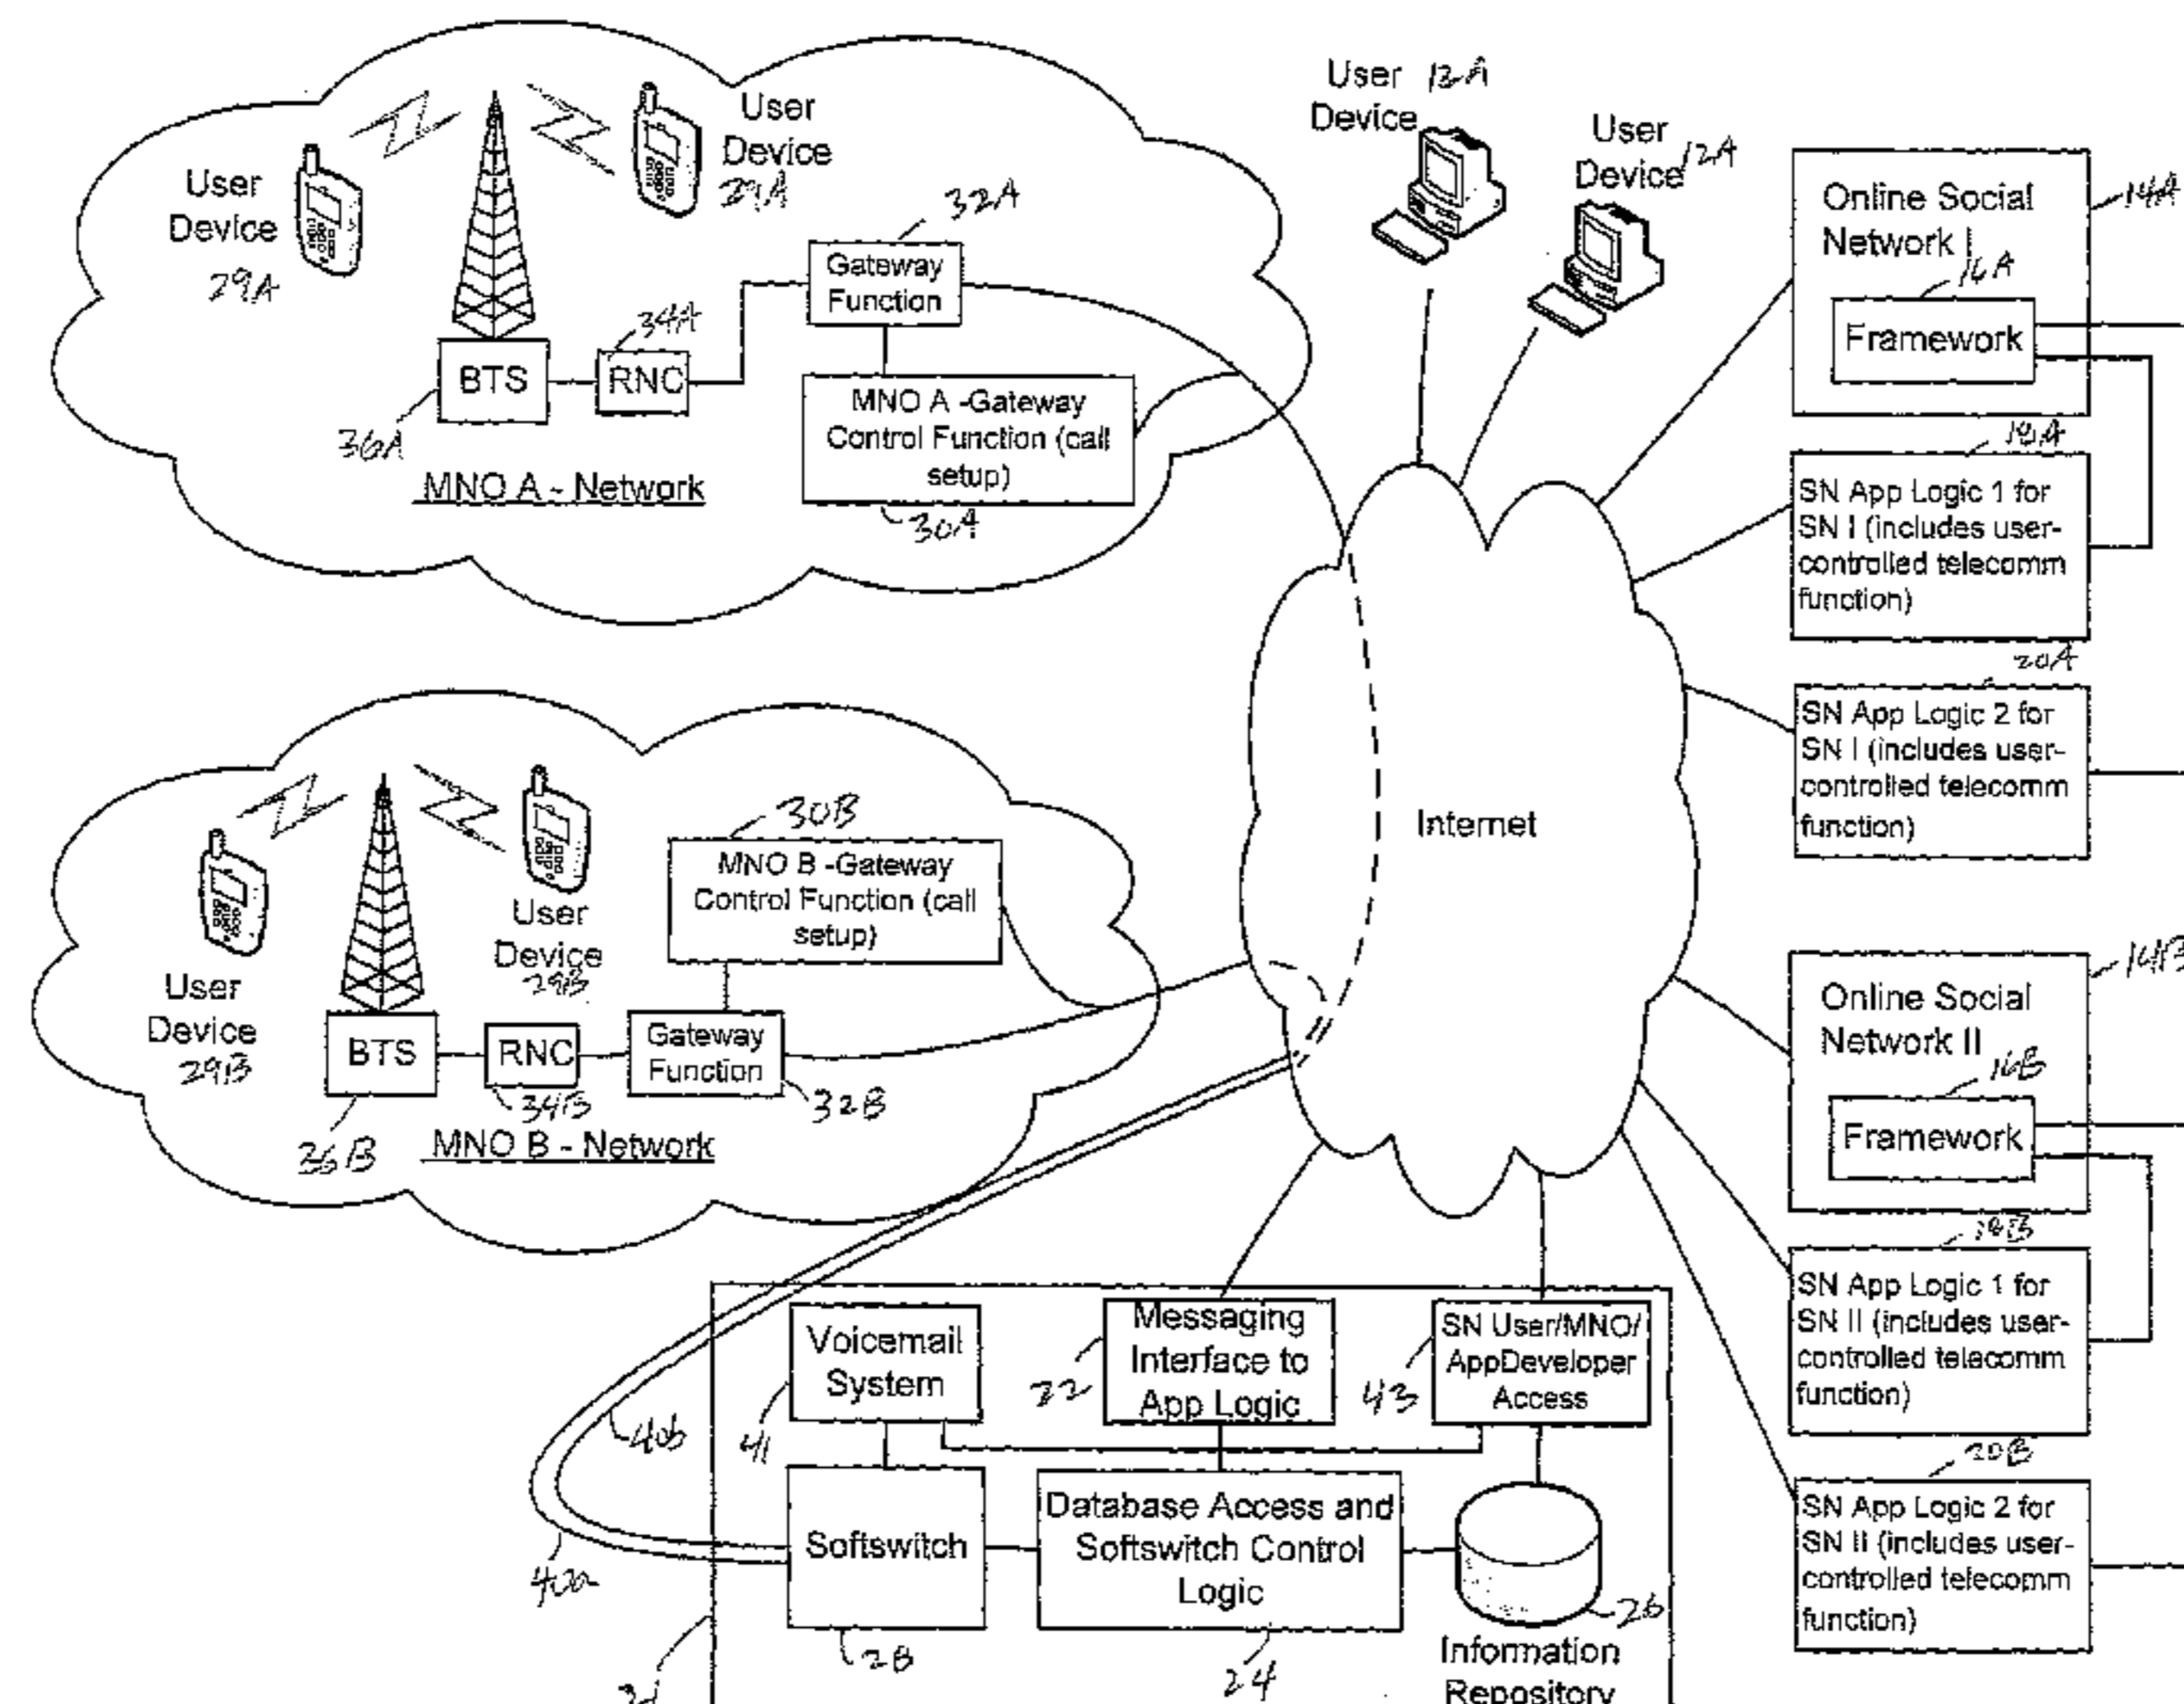 User 12A
Device
User
Device 12A
User
Device
29A
User
Device
29A
32A
Gateway
Function
34A
BTS
RNC
36A
MNO A -Gateway
Control Function (call
setup)
30A
MNO A - Network
Online Social
Network I
14A
16A
Framework
18A
SN App Logic 1 for
SN I (includes user-
controlled telecomm
function)
20A
SN App Logic 2 for
SN I (includes user-
controlled telecomm
function)
Internet
30B
MNO B -Gateway
Control Function (call
setup)
User
Device
29B
User
Device
29B
BTS
RNC
Gateway
Function
36B
34B
32B
MNO B - Network
Online Social
Network II
14B
16B
Framework
18B
SN App Logic 1 for
SN II (includes user-
controlled telecomm
function)
20B
SN App Logic 2 for
SN II (includes user-
controlled telecomm
function)
Voicemail
System
41
Messaging
Interface to
App Logic
22
SN User/MNO/
AppDeveloper
Access
43
40b
40a
Softswitch
28
Database Access and
Softswitch Control
Logic
24
26
Information
Repository